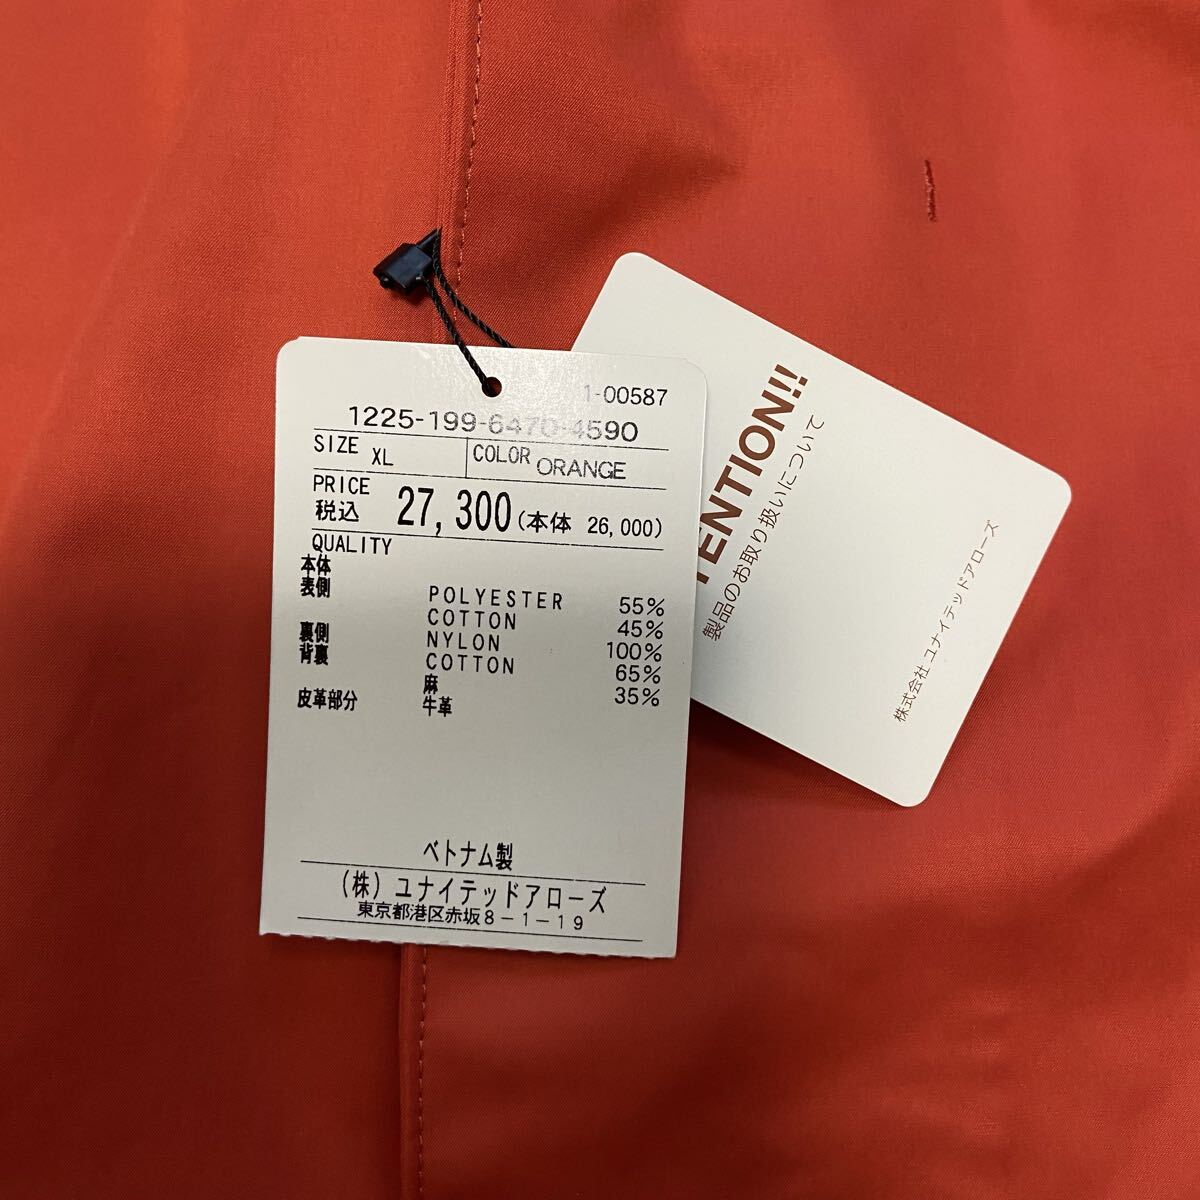 1-00587
1225-199-6470-4590
SIZE XL COLOR ORANGE
PRICE
税込 27,300(本体 26,000)
QUALITY
本体
表側 POLYESTER 55%
COTTON 45%
裏側 NYLON 100%
背裏 COTTON 65%
麻 35%
皮革部分 牛革
ベトナム製
(株)ユナイテッドアローズ
東京都港区赤坂8-1-19
TENTION!!
製品のお取り扱いについて
株式会社 ユナイテッドアローズ